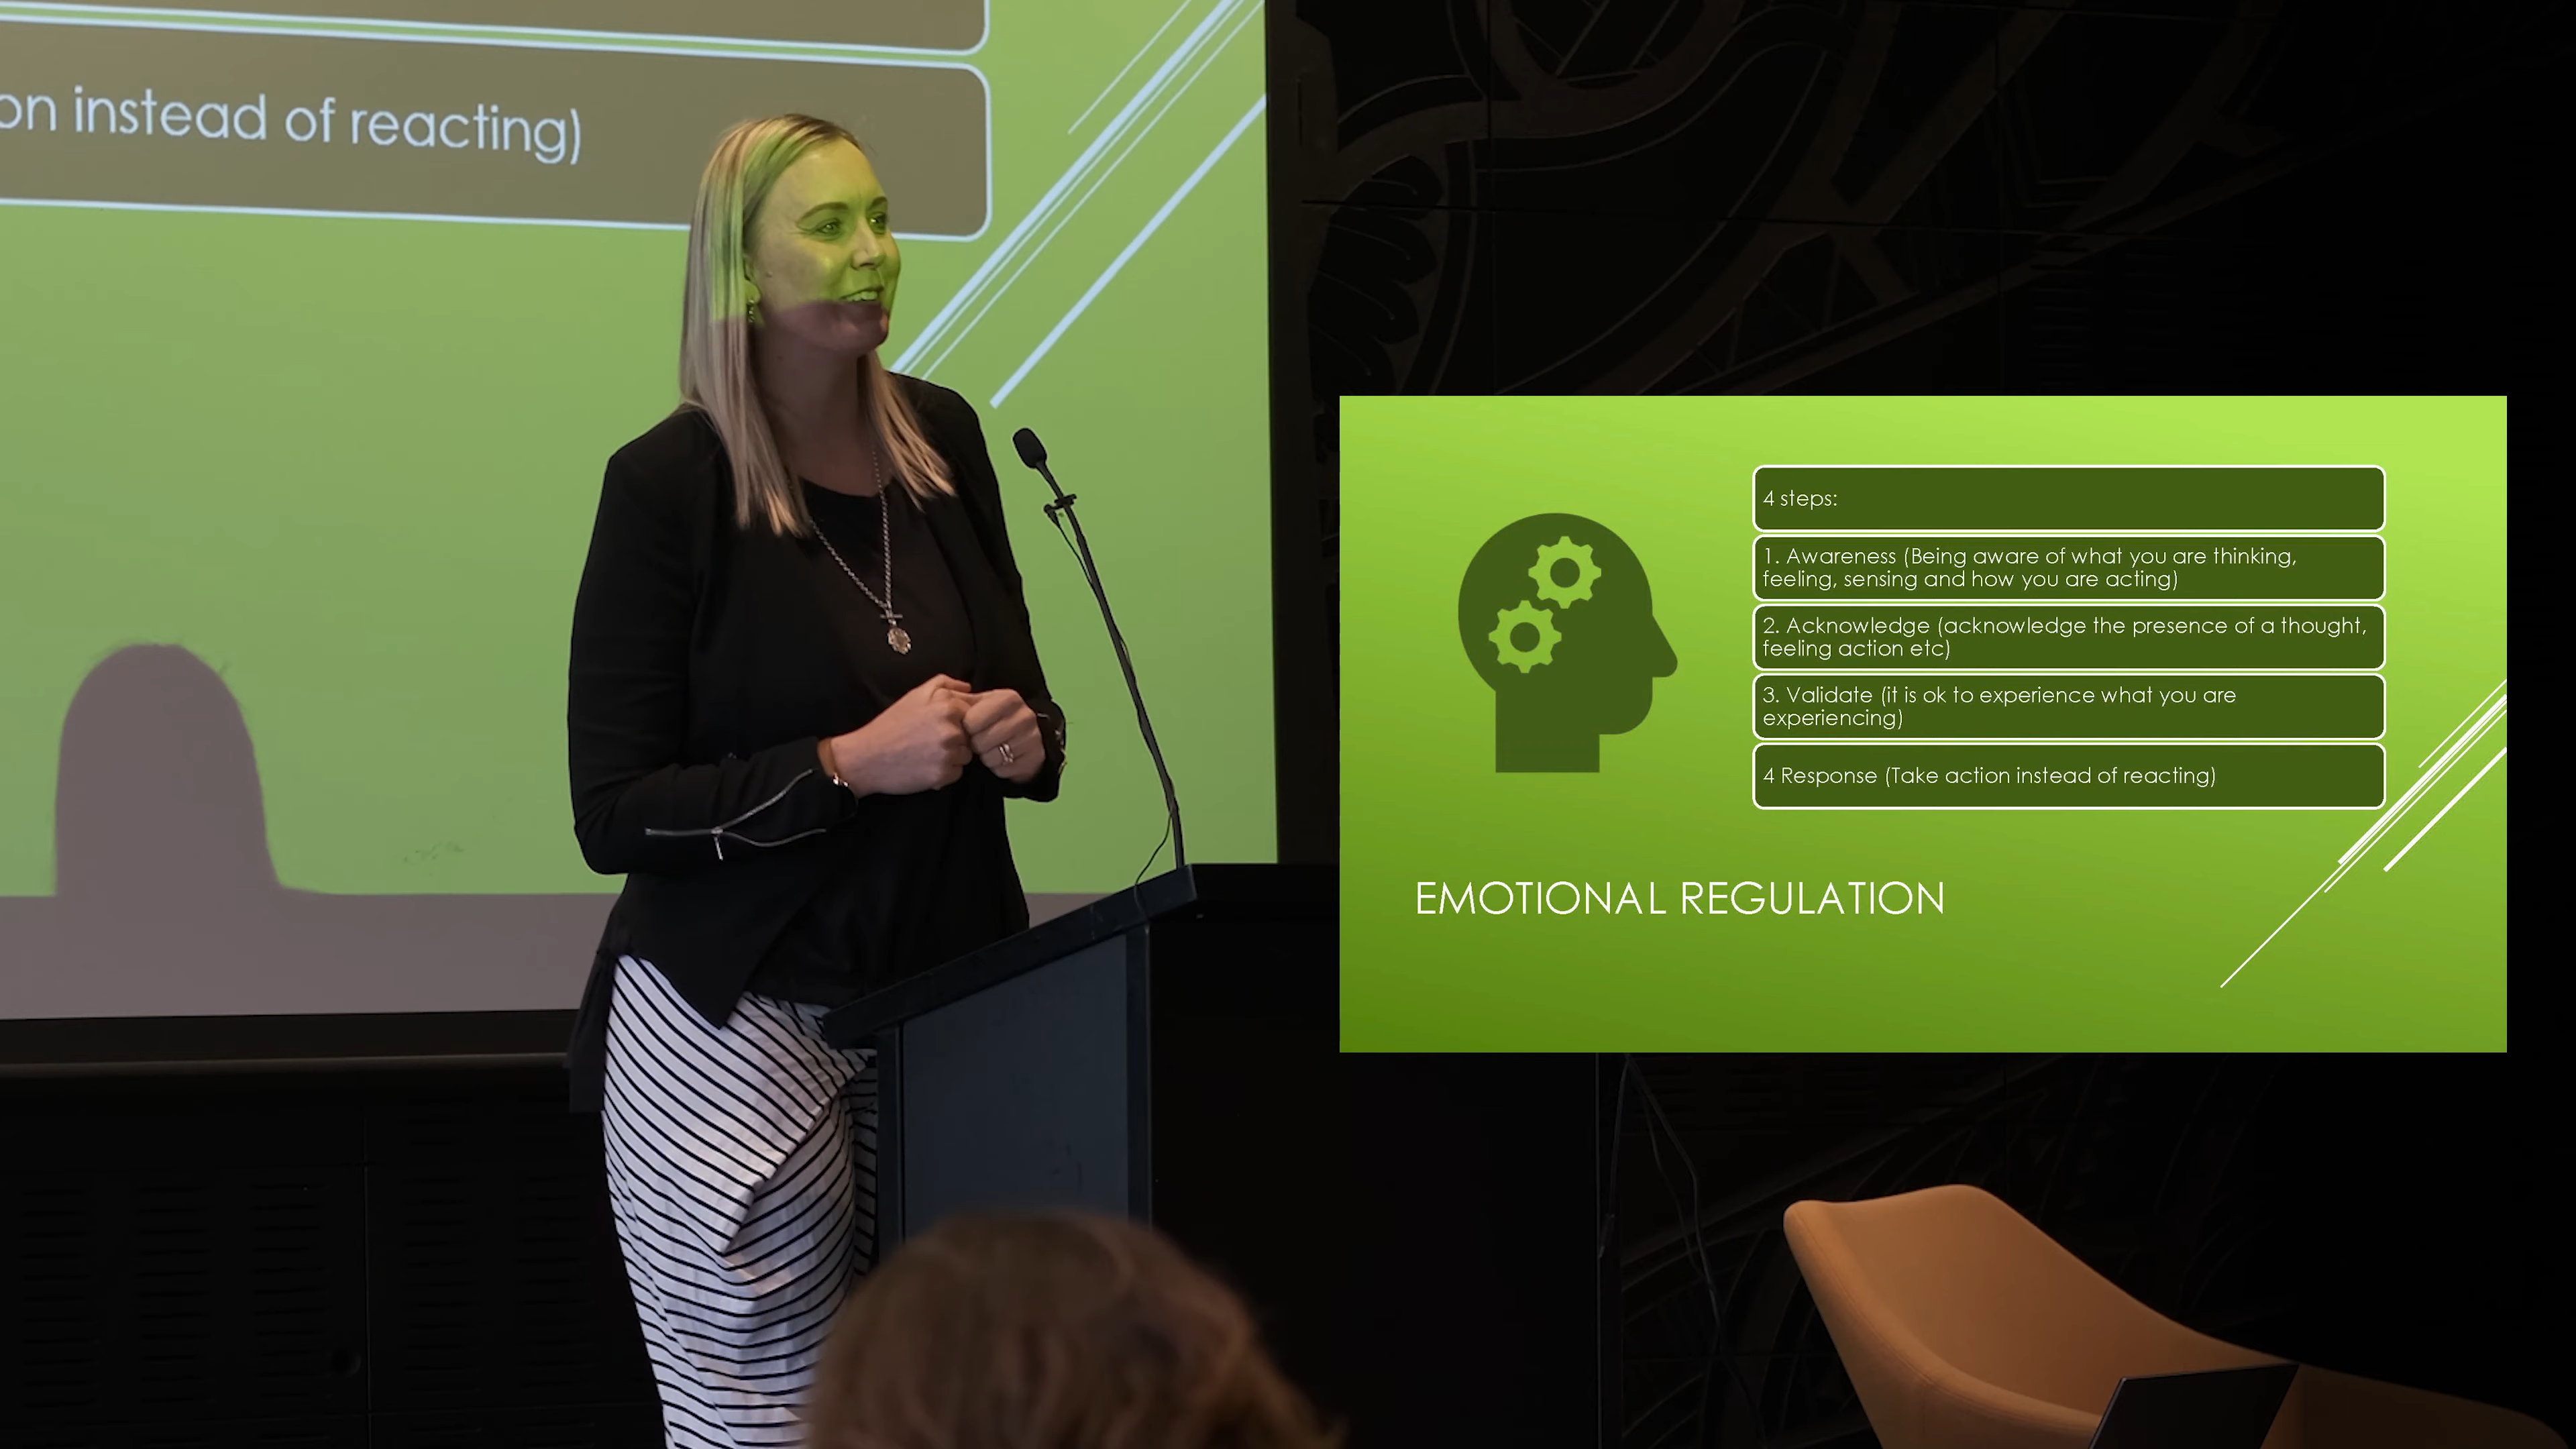 on instead of reacting)
4 steps:
1. Awareness (Being aware of what you are thinking,
feeling, sensing and how you are acting)
2. Acknowledge (acknowledge the presence of a thought,
feeling action etc)
3. Validate (it is ok to experience what you are
experiencing)
4 Response (Take action instead of reacting)
EMOTIONAL REGULATION